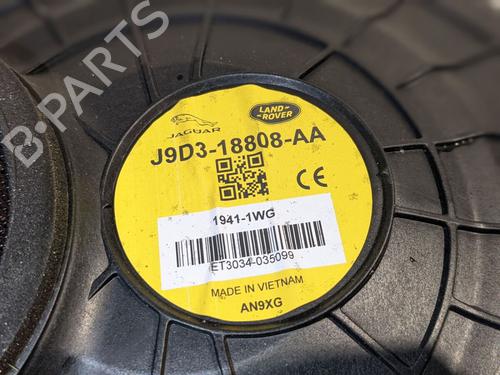 B-PARTS
JAGUAR
LAND
ROVER
J9D3-18808-AA
CE
1941-1WG
ET3034-035099
MADE IN VIETNAM
AN9XG